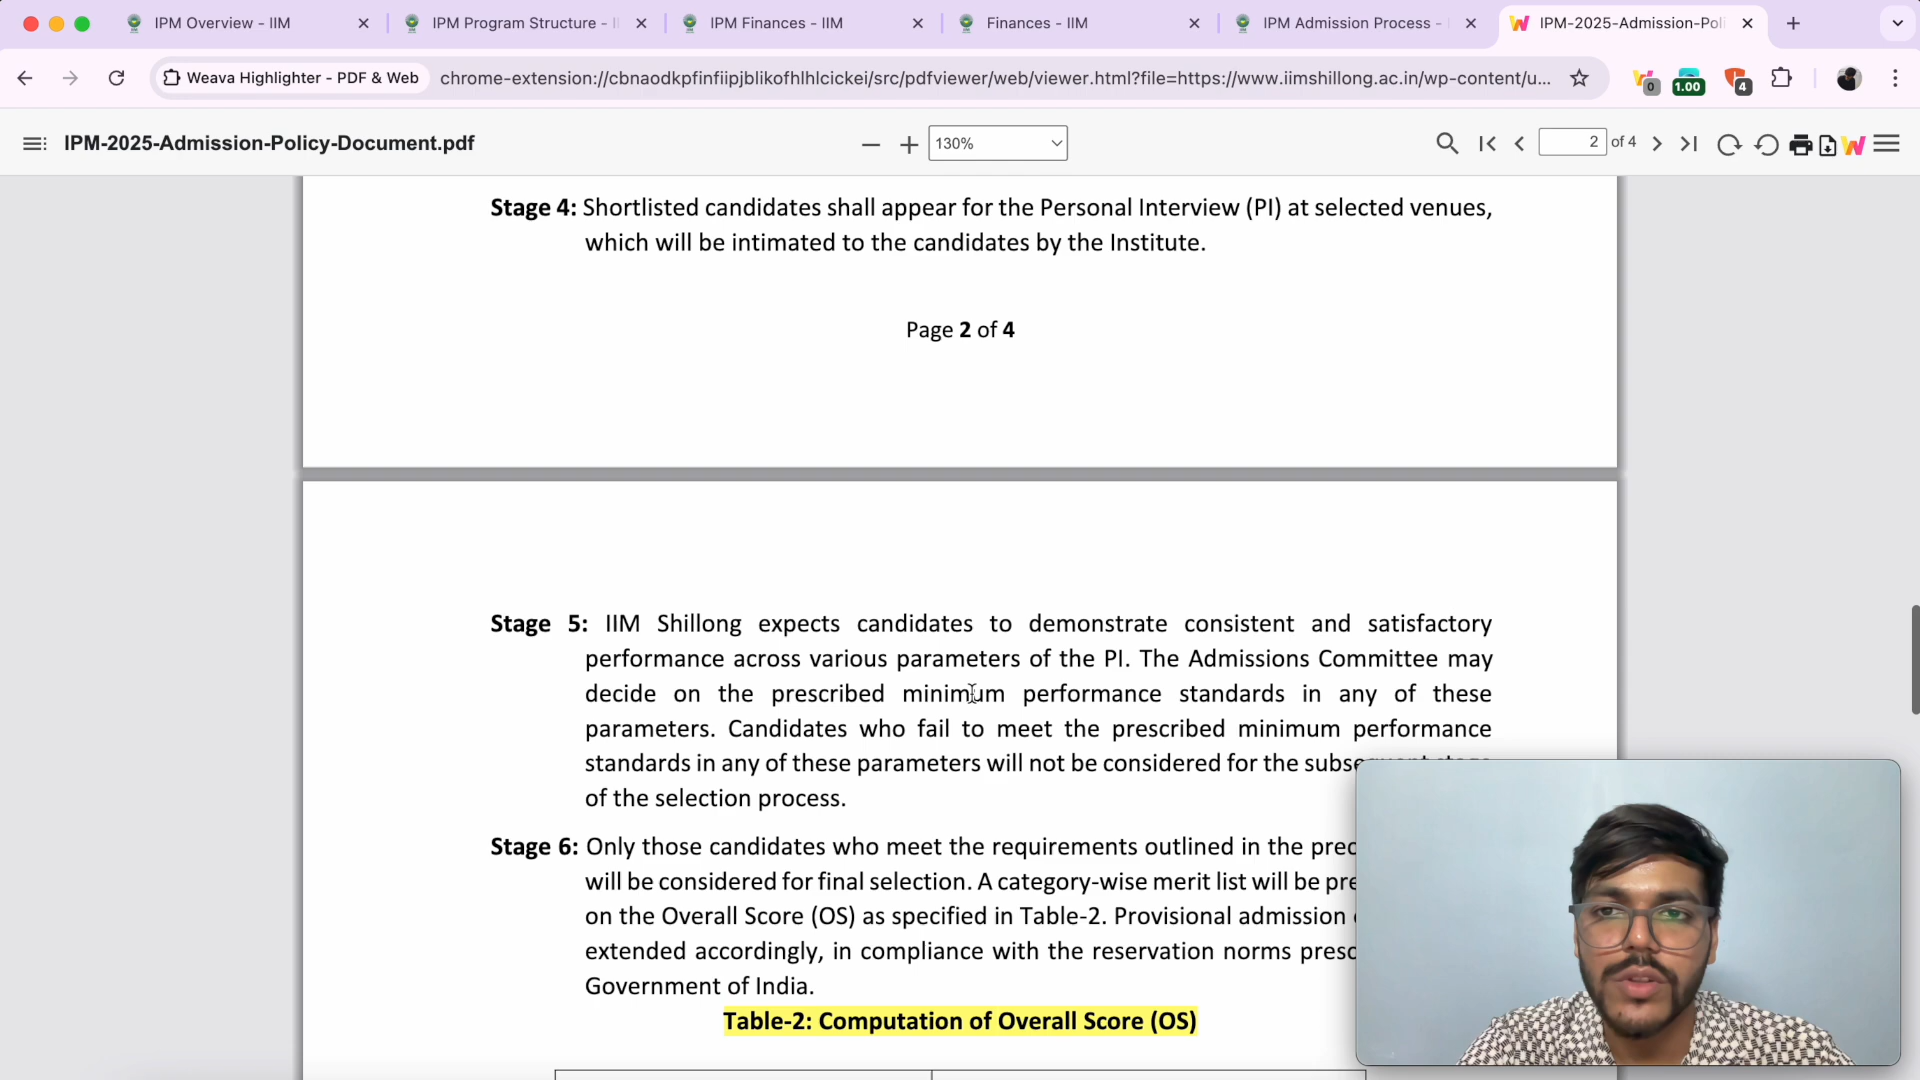 IPM Overview - IIM
IPM Program Structure -
IPM Finances - IIM
Finances - IIM
IPM Admission Process -
IPM-2025-Admission-Pol
Weava Highlighter - PDF & Web
chrome-extension://cbnaodkpfinfiipjblikofhlhlcickei/src/pdfviewer/web/viewer.html?file=https://www.iimshillong.ac.in/wp-content/u...
0
1.00
4
IPM-2025-Admission-Policy-Document.pdf
130%
2 of 4
Stage 4: Shortlisted candidates shall appear for the Personal Interview (PI) at selected venues,
which will be intimated to the candidates by the Institute.
Page 2 of 4
Stage 5: IIM Shillong expects candidates to demonstrate consistent and satisfactory
performance across various parameters of the PI. The Admissions Committee may
decide on the prescribed minimum performance standards in any of these
parameters. Candidates who fail to meet the prescribed minimum performance
standards in any of these parameters will not be considered for the subsequent stage
of the selection process.
Stage 6: Only those candidates who meet the requirements outlined in the prec
will be considered for final selection. A category-wise merit list will be pre
on the Overall Score (OS) as specified in Table-2. Provisional admission
extended accordingly, in compliance with the reservation norms presc
Government of India.
Table-2: Computation of Overall Score (OS)